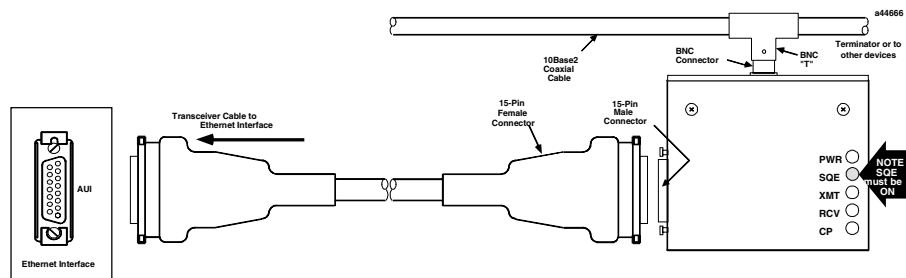 a44666
10Base2
Coaxial
Cable
BNC
Connector
BNC
"T"
Terminator or to
other devices
Transceiver Cable to
Ethernet Interface
15-Pin
Female
Connector
15-Pin
Male
Connector
AUI
Ethernet Interface
PWR
SQE
XMT
RCV
CP
NOTE
SQE
must be
ON